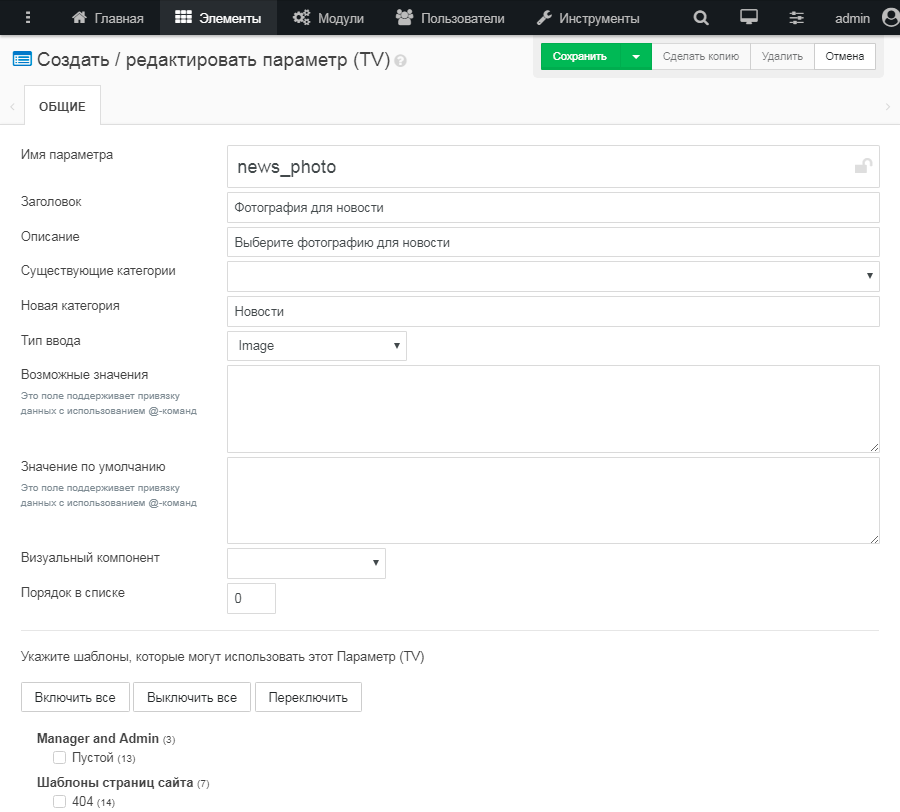 Главная Элементы Модули Пользователи Инструменты admin
Создать / редактировать параметр (TV) ?
Сохранить Сделать копию Удалить Отмена
ОБЩИЕ
Имя параметра news_photo
Заголовок Фотография для новости
Описание Выберите фотографию для новости
Существующие категории
Новая категория Новости
Тип ввода Image
Возможные значения
Это поле поддерживает привязку
данных с использованием @-команд
Значение по умолчанию
Это поле поддерживает привязку
данных с использованием @-команд
Визуальный компонент
Порядок в списке 0
Укажите шаблоны, которые могут использовать этот Параметр (TV)
Включить все Выключить все Переключить
Manager and Admin (3)
Пустой (13)
Шаблоны страниц сайта (7)
404 (14)